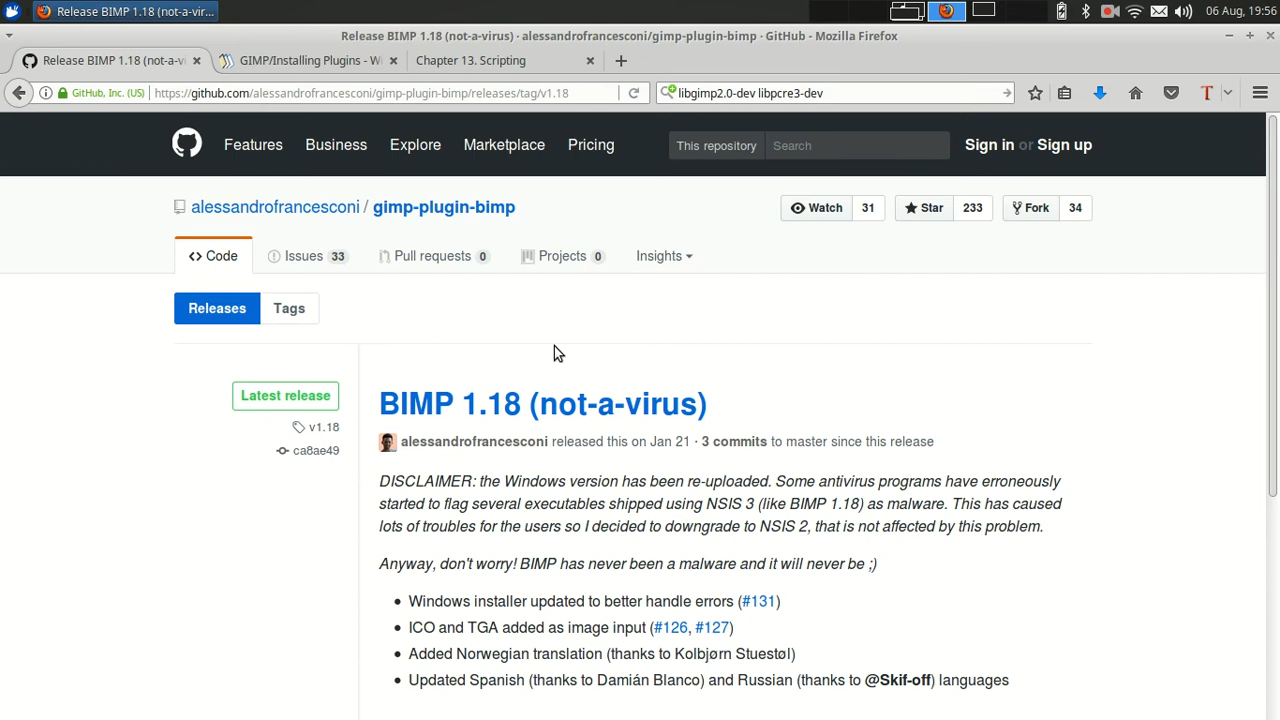 Release BIMP 1.18 (not-a-vir...
06 Aug, 19:56
Release BIMP 1.18 (not-a-virus) · alessandrofrancesconi/gimp-plugin-bimp · GitHub - Mozilla Firefox
Release BIMP 1.18 (not-a-vi
GIMP/Installing Plugins - W
Chapter 13. Scripting
GitHub, Inc. (US)
https://github.com/alessandrofrancesconi/gimp-plugin-bimp/releases/tag/v1.18
libgimp2.0-dev libpcre3-dev
Features Business Explore Marketplace Pricing
This repository Search
Sign in or Sign up
alessandrofrancesconi / gimp-plugin-bimp
Watch 31
Star 233
Fork 34
Code
Issues 33
Pull requests 0
Projects 0
Insights
Releases Tags
Latest release
v1.18
ca8ae49
BIMP 1.18 (not-a-virus)
alessandrofrancesconi released this on Jan 21 · 3 commits to master since this release
DISCLAIMER: the Windows version has been re-uploaded. Some antivirus programs have erroneously
started to flag several executables shipped using NSIS 3 (like BIMP 1.18) as malware. This has caused
lots of troubles for the users so I decided to downgrade to NSIS 2, that is not affected by this problem.
Anyway, don't worry! BIMP has never been a malware and it will never be ;)
• Windows installer updated to better handle errors (#131)
• ICO and TGA added as image input (#126, #127)
• Added Norwegian translation (thanks to Kolbjørn Stuestøl)
• Updated Spanish (thanks to Damián Blanco) and Russian (thanks to @Skif-off) languages